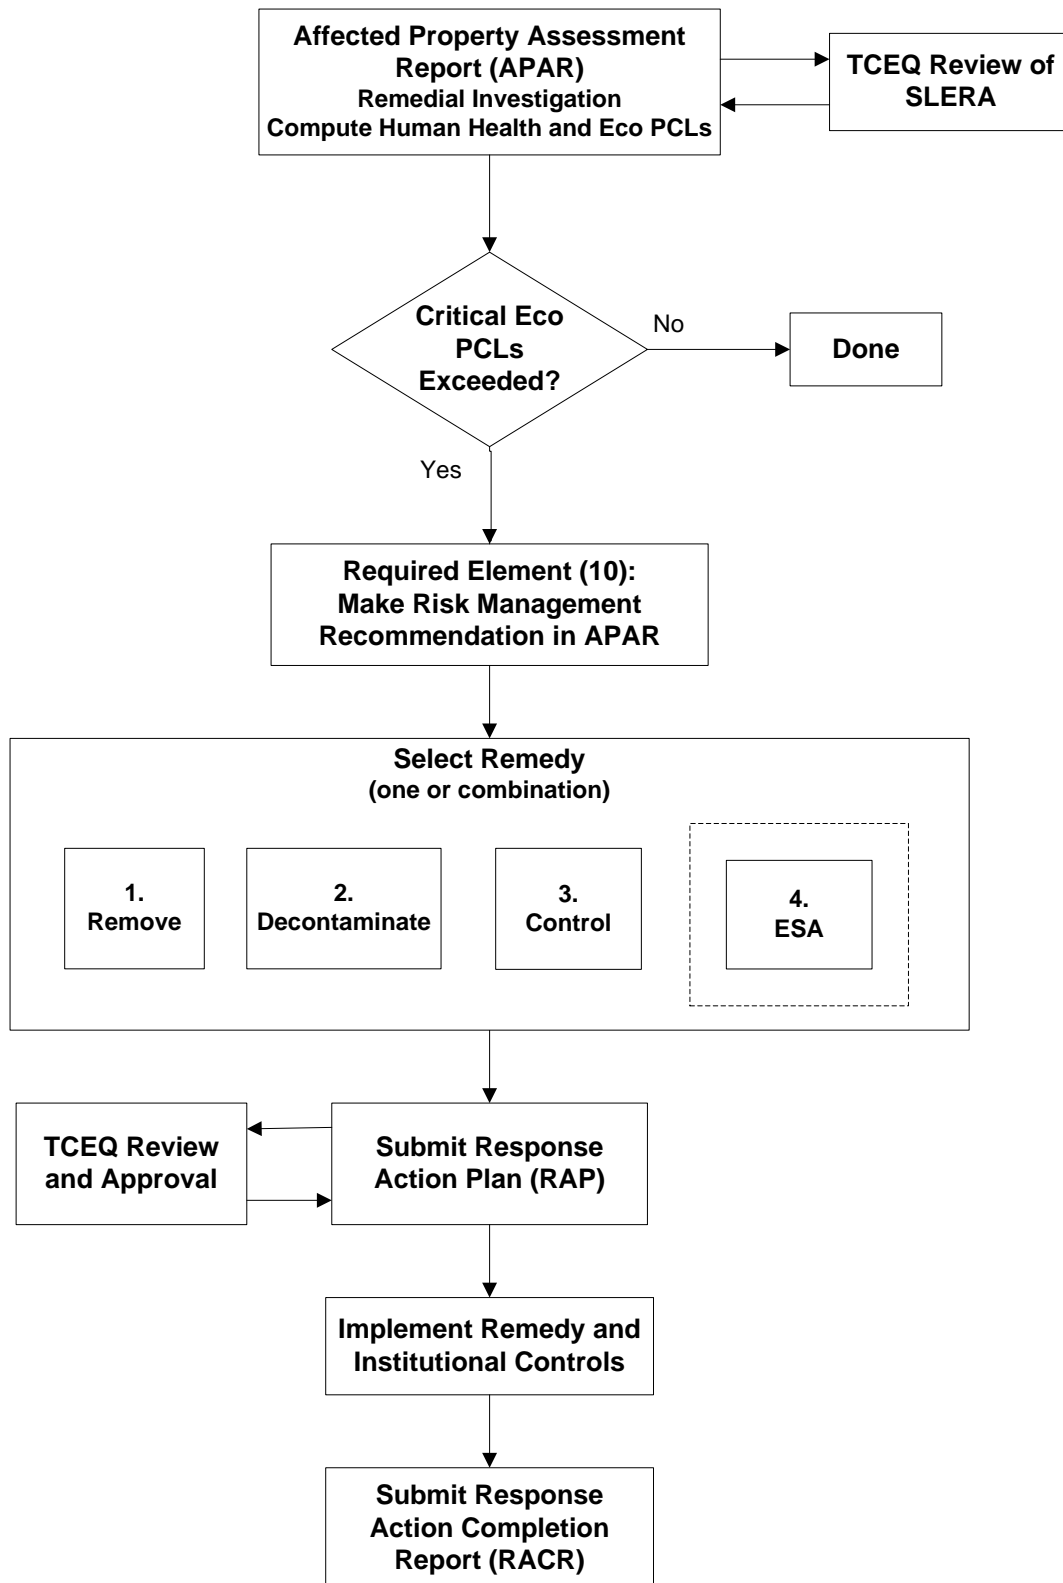 Affected Property Assessment
Report (APAR)
Remedial Investigation
Compute Human Health and Eco PCLs
TCEQ Review of
SLERA
Critical Eco
PCLs
Exceeded?
No
Done
Yes
Required Element (10):
Make Risk Management
Recommendation in APAR
Select Remedy
(one or combination)
1.
Remove
2.
Decontaminate
3.
Control
4.
ESA
TCEQ Review
and Approval
Submit Response
Action Plan (RAP)
Implement Remedy and
Institutional Controls
Submit Response
Action Completion
Report (RACR)